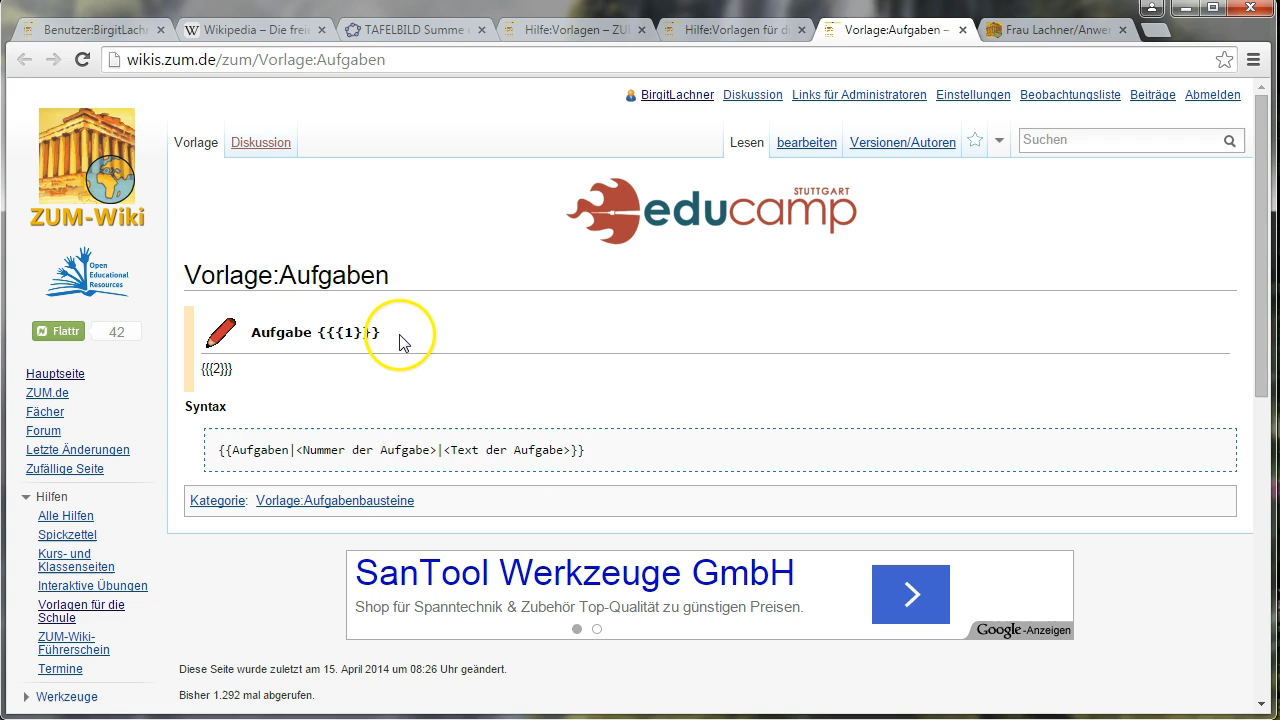 Benutzer:BirgitLachn
Wikipedia – Die frei
TAFELBILD Summe
Hilfe:Vorlagen – ZU
Hilfe:Vorlagen für d
Vorlage:Aufgaben –
Frau Lachner/Anwer
wikis.zum.de/zum/Vorlage:Aufgaben
BirgitLachner Diskussion Links für Administratoren Einstellungen Beobachtungsliste Beiträge Abmelden
Vorlage Diskussion Lesen bearbeiten Versionen/Autoren Suchen
ZUM-Wiki
Open
Educational
Resources
Flattr 42
Hauptseite
ZUM.de
Fächer
Forum
Letzte Änderungen
Zufällige Seite
Hilfen
Alle Hilfen
Spickzettel
Kurs- und
Klassenseiten
Interaktive Übungen
Vorlagen für die
Schule
ZUM-Wiki-
Führerschein
Termine
Werkzeuge
STUTTGART
educamp
Vorlage:Aufgaben
Aufgabe {{{1}}}
{{{2}}}
Syntax
{{Aufgaben|<Nummer der Aufgabe>|<Text der Aufgabe>}}
Kategorie: Vorlage:Aufgabenbausteine
SanTool Werkzeuge GmbH
Shop für Spanntechnik & Zubehör Top-Qualität zu günstigen Preisen.
Google-Anzeigen
Diese Seite wurde zuletzt am 15. April 2014 um 08:26 Uhr geändert.
Bisher 1.292 mal abgerufen.